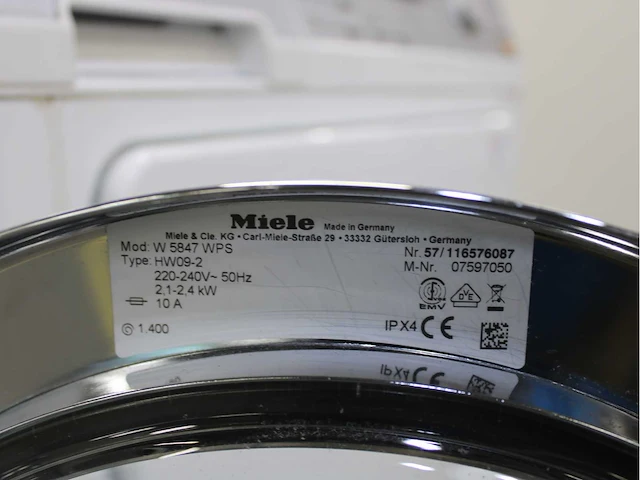 Miele Made in Germany
Miele & Cie. KG • Carl-Miele-Straße 29 • 33332 Gütersloh • Germany
Mod: W 5847 WPS Nr. 57/116576087
Type: HW09-2 M-Nr. 07597050
220-240V~ 50Hz
2,1-2,4 kW
10 A
EMV
VDE
1.400 IPX4 CE